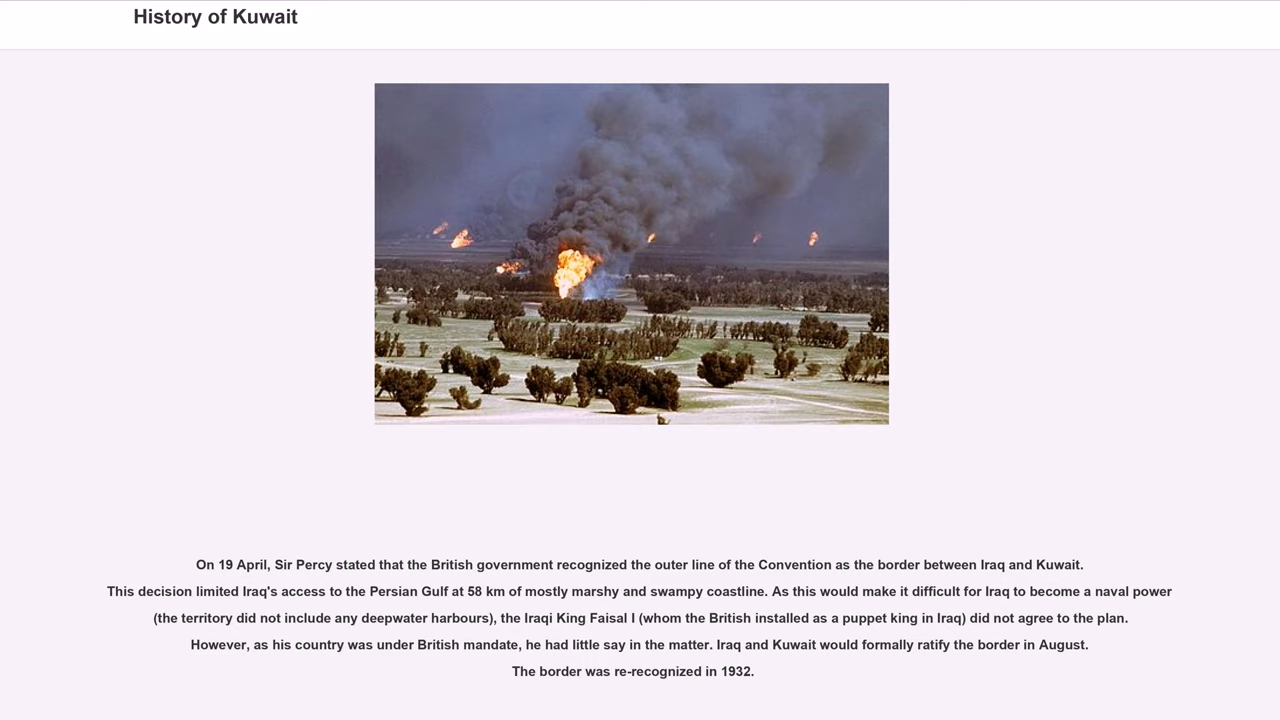 History of Kuwait
On 19 April, Sir Percy stated that the British government recognized the outer line of the Convention as the border between Iraq and Kuwait.
This decision limited Iraq's access to the Persian Gulf at 58 km of mostly marshy and swampy coastline. As this would make it difficult for Iraq to become a naval power
(the territory did not include any deepwater harbours), the Iraqi King Faisal I (whom the British installed as a puppet king in Iraq) did not agree to the plan.
However, as his country was under British mandate, he had little say in the matter. Iraq and Kuwait would formally ratify the border in August.
The border was re-recognized in 1932.